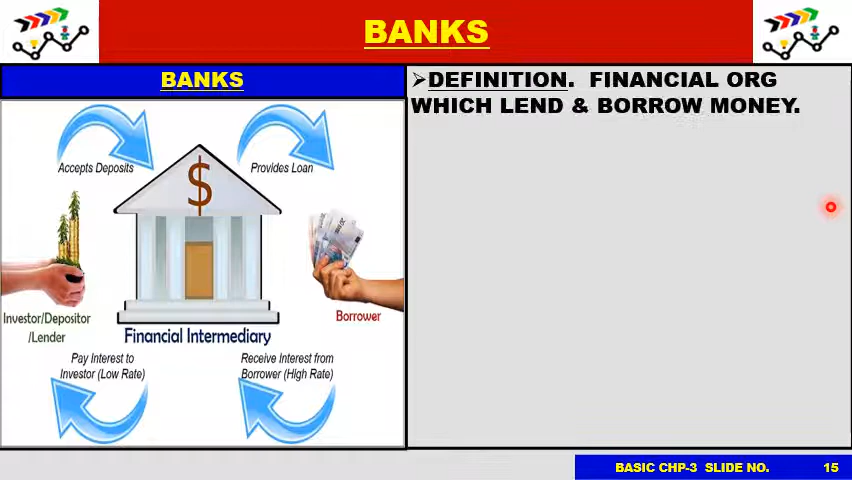 BANKS
BANKS
Accepts Deposits
Provides Loan
$
Investor/Depositor
/Lender
Financial Intermediary
Borrower
Pay Interest to
Investor (Low Rate)
Receive Interest from
Borrower (High Rate)
➢DEFINITION. FINANCIAL ORG
WHICH LEND & BORROW MONEY.
BASIC CHP-3 SLIDE NO. 15